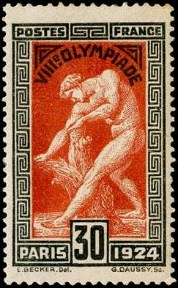 POSTES FRANCE
VIIIE OLYMPIADE
PARIS 30 1924
E.BECKER.Del. G.DAUSSY.Sc.